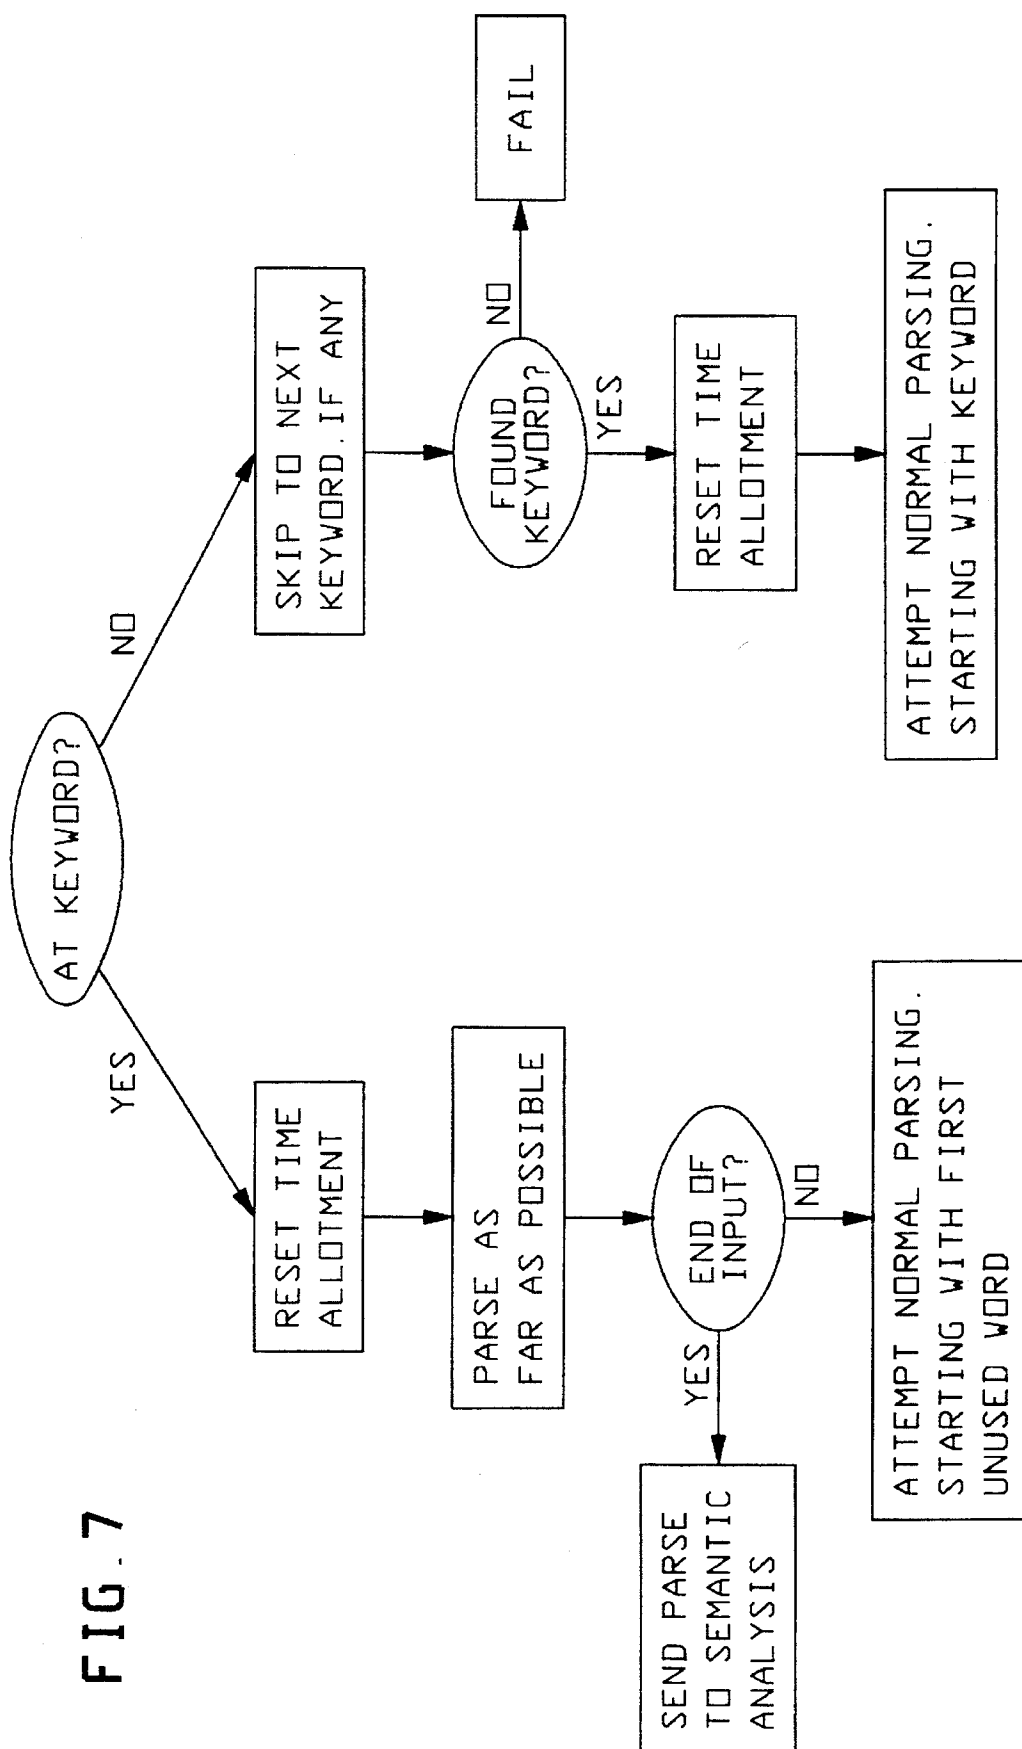 FIG. 7
AT KEYWORD?
YES
NO
RESET TIME
ALLOTMENT
PARSE AS
FAR AS POSSIBLE
END OF
INPUT?
YES
NO
SEND PARSE
TO SEMANTIC
ANALYSIS
ATTEMPT NORMAL PARSING.
STARTING WITH FIRST
UNUSED WORD
SKIP TO NEXT
KEYWORD.IF ANY
FOUND
KEYWORD?
NO
YES
FAIL
RESET TIME
ALLOTMENT
ATTEMPT NORMAL PARSING.
STARTING WITH KEYWORD